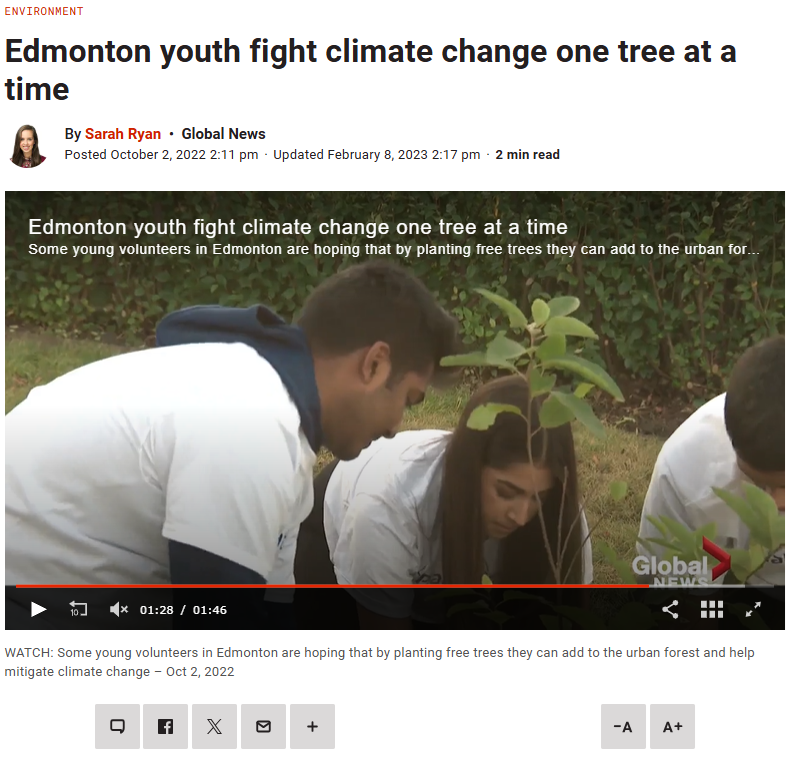 ENVIRONMENT
Edmonton youth fight climate change one tree at a
time
By Sarah Ryan • Global News
Posted October 2, 2022 2:11 pm · Updated February 8, 2023 2:17 pm · 2 min read
Edmonton youth fight climate change one tree at a time
Some young volunteers in Edmonton are hoping that by planting free trees they can add to the urban for...
Global
NEWS
10
01:28 / 01:46
WATCH: Some young volunteers in Edmonton are hoping that by planting free trees they can add to the urban forest and help
mitigate climate change – Oct 2, 2022
-A
A+